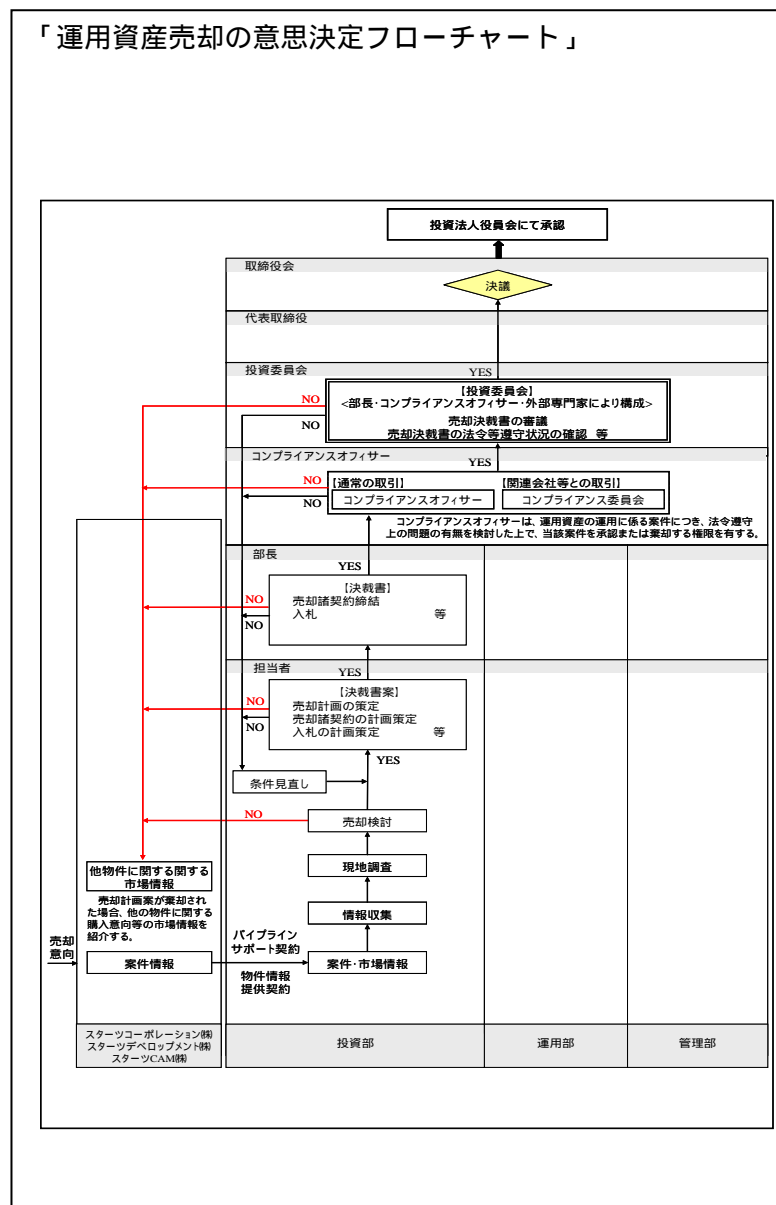 「運用資産売却の意思決定フローチャート」
投資法人役員会にて承認
取締役会
決議
代表取締役
投資委員会
YES
【投資委員会】
<部長・コンプライアンスオフィサー・外部専門家により構成>
売却決裁書の審議
売却決裁書の法令等遵守状況の確認 等
NO
NO
コンプライアンスオフィサー
YES
【通常の取引】
【関連会社等との取引】
コンプライアンスオフィサー
コンプライアンス委員会
NO
NO
コンプライアンスオフィサーは、運用資産の運用に係る案件につき、法令遵守
上の問題の有無を検討した上で、当該案件を承認または棄却する権限を有する。
部長
YES
【決裁書】
売却諸契約締結
入札 等
NO
NO
担当者
YES
【決裁書案】
売却計画の策定
売却諸契約の計画策定
入札の計画策定 等
NO
NO
YES
条件見直し
NO
売却検討
現地調査
情報収集
案件・市場情報
他物件に関する関する
市場情報
売却計画案が棄却され
た場合、他の物件に関する
購入意向等の市場情報を
紹介する。
売却
意向
案件情報
パイプライン
サポート契約
物件情報
提供契約
スターツコーポレーション㈱
スターツデベロップメント㈱
スターツCAM㈱
投資部
運用部
管理部